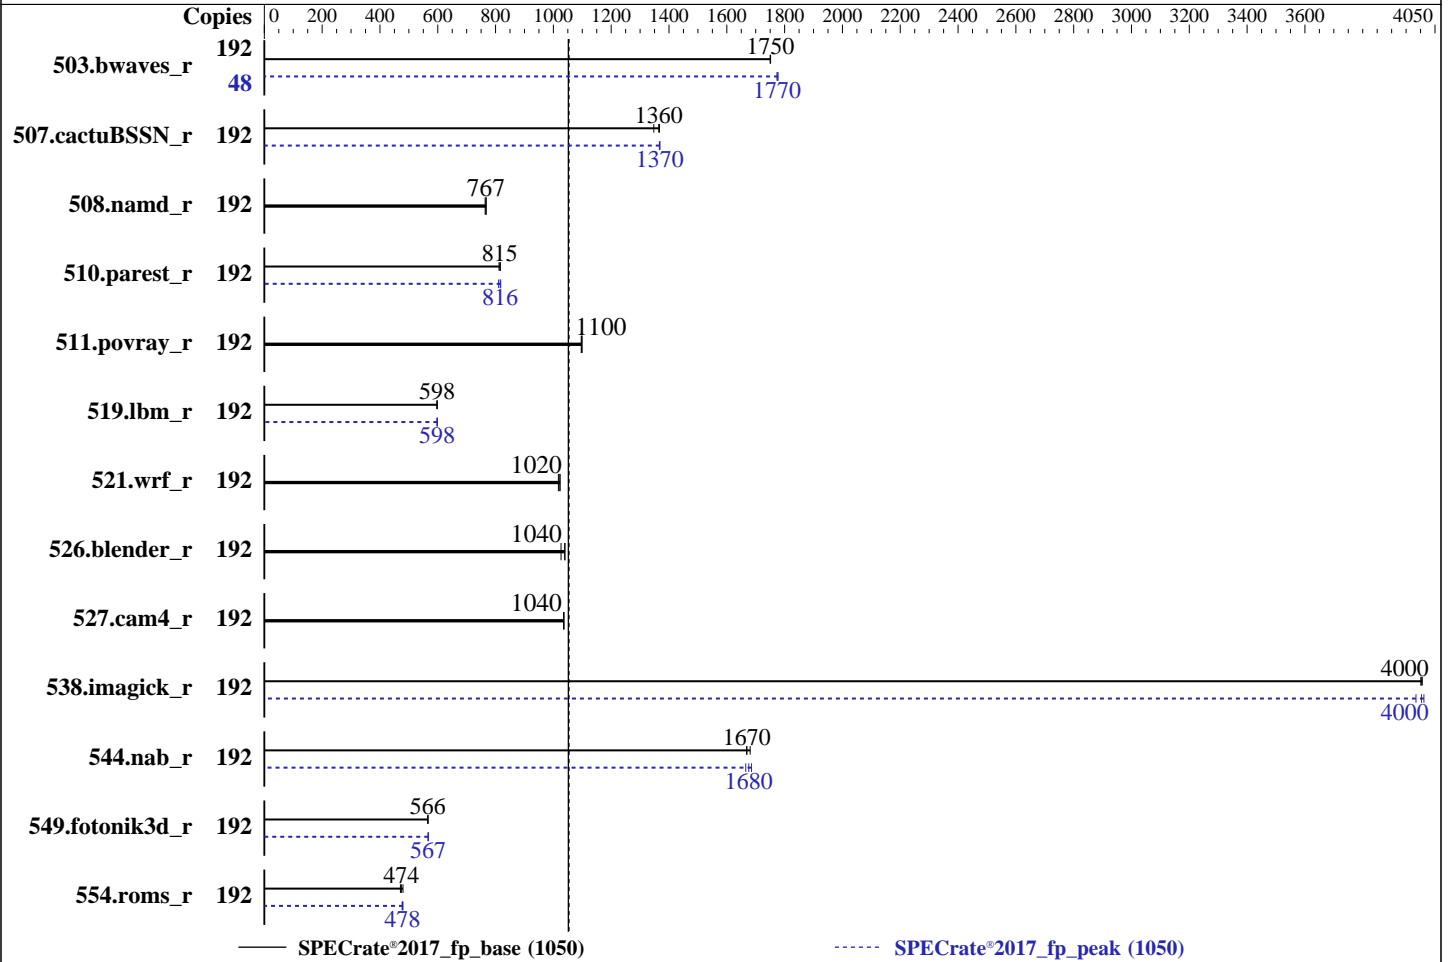 Copies 0 200 400 600 800 1000 1200 1400 1600 1800 2000 2200 2400 2600 2800 3000 3200 3400 3600 4050
503.bwaves_r 192 1750
48 1770
507.cactuBSSN_r 192 1360
1370
508.namd_r 192 767
510.parest_r 192 815
816
511.povray_r 192 1100
519.lbm_r 192 598
598
521.wrf_r 192 1020
526.blender_r 192 1040
527.cam4_r 192 1040
538.imagick_r 192 4000
4000
544.nab_r 192 1670
1680
549.fotonik3d_r 192 566
567
554.roms_r 192 474
478
SPECrate®2017_fp_base (1050) SPECrate®2017_fp_peak (1050)